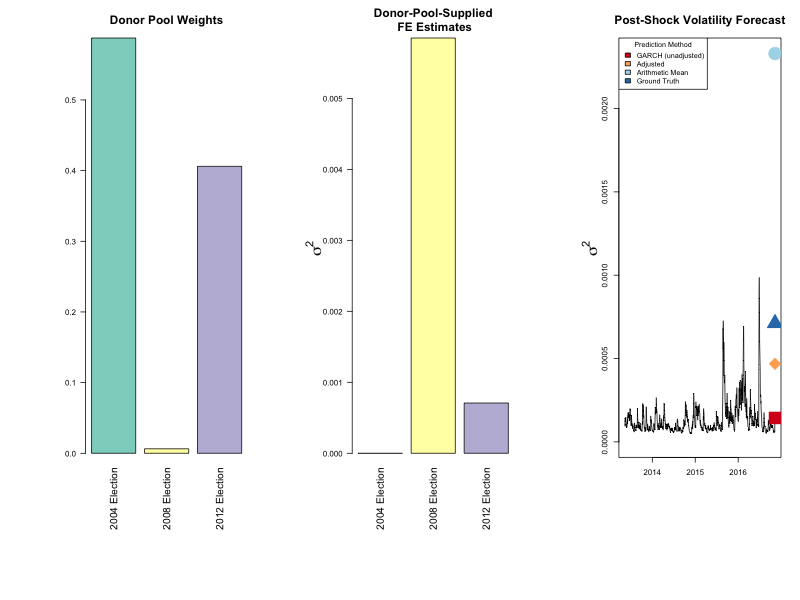 Donor Pool Weights
0.5
0.4
0.3
0.2
0.1
0.0
2004 Election
2008 Election
2012 Election
Donor-Pool-Supplied
FE Estimates
σ2
0.005
0.004
0.003
0.002
0.001
0.000
2004 Election
2008 Election
2012 Election
Post-Shock Volatility Forecast
σ2
0.0020
0.0015
0.0010
0.0005
0.0000
Prediction Method
GARCH (unadjusted)
Adjusted
Arithmetic Mean
Ground Truth
2014 2015 2016